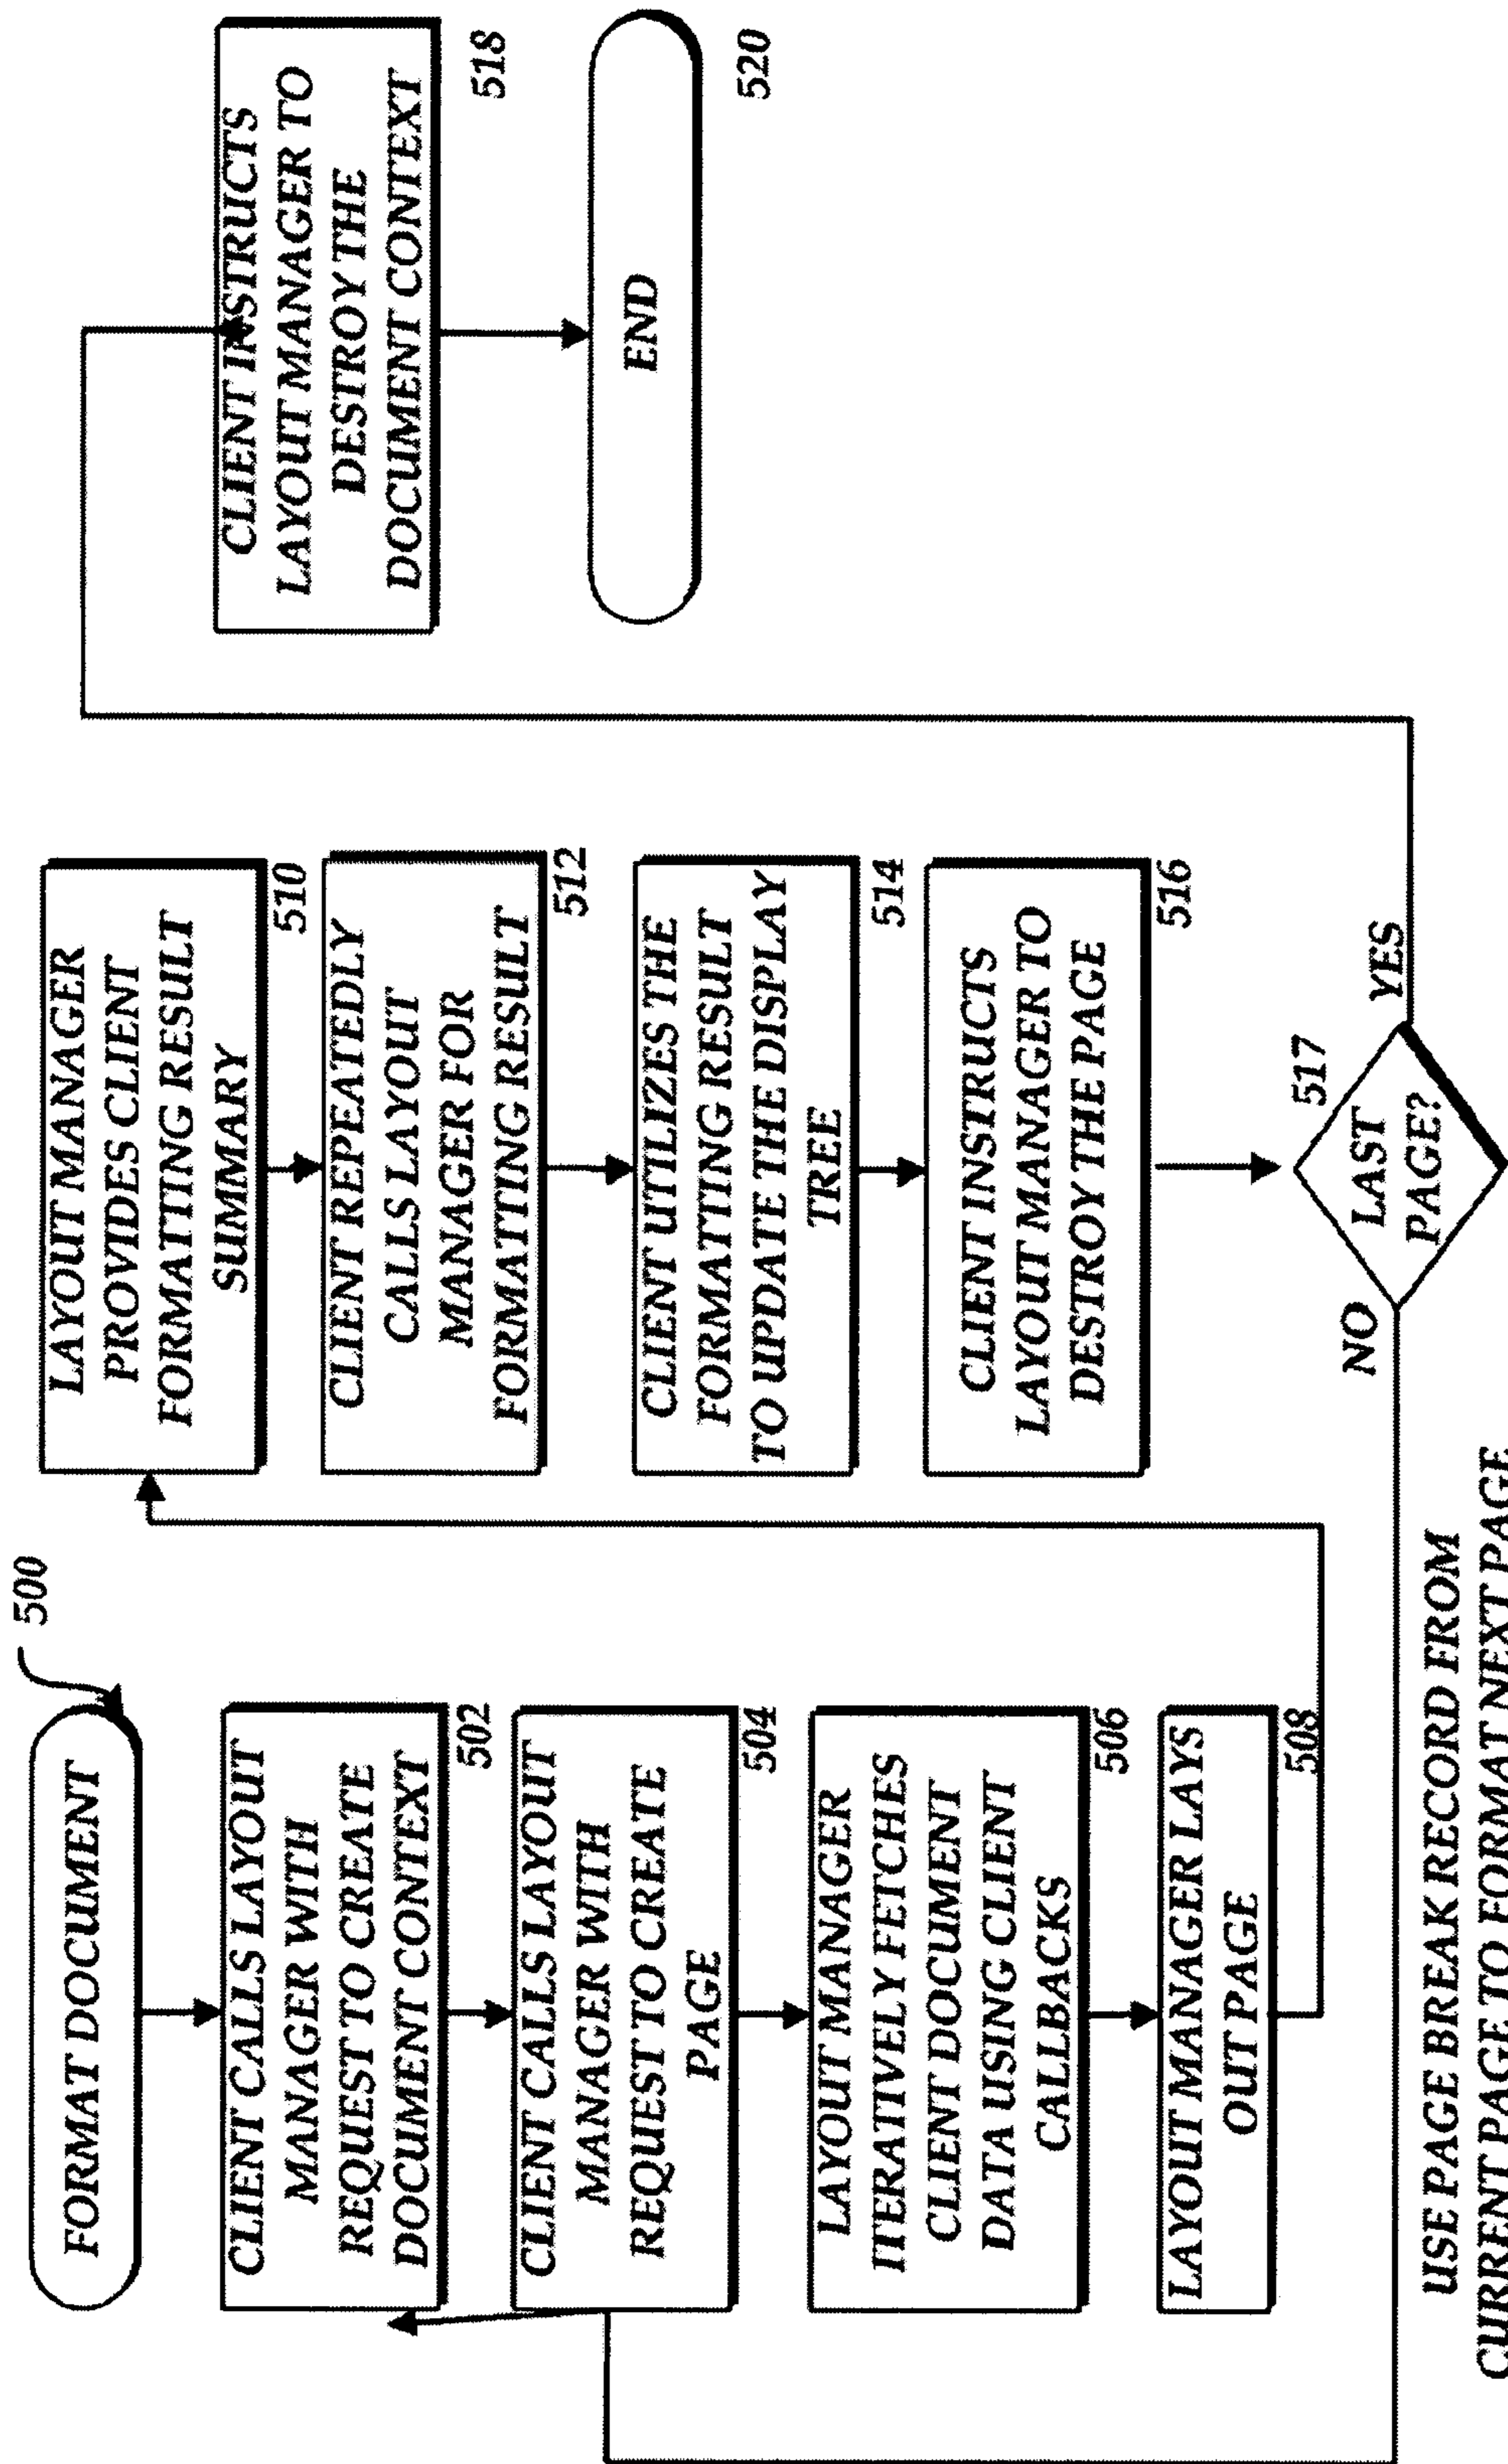 500
FORMAT DOCUMENT
CLIENT CALLS LAYOUT
MANAGER WITH
REQUEST TO CREATE
DOCUMENT CONTEXT
502
CLIENT CALLS LAYOUT
MANAGER WITH
REQUEST TO CREATE
PAGE
504
LAYOUT MANAGER
ITERATIVELY FETCHES
CLIENT DOCUMENT
DATA USING CLIENT
CALLBACKS
506
LAYOUT MANAGER LAYS
OUT PAGE
508
USE PAGE BREAK RECORD FROM
CURRENT PAGE TO FORMAT NEXT PAGE
LAYOUT MANAGER
PROVIDES CLIENT
FORMATTING RESULT
SUMMARY
510
CLIENT REPEATEDLY
CALLS LAYOUT
MANAGER FOR
FORMATTING RESULT
512
CLIENT UTILIZES THE
FORMATTING RESULT
TO UPDATE THE DISPLAY
TREE
514
CLIENT INSTRUCTS
LAYOUT MANAGER TO
DESTROY THE PAGE
516
517
LAST
PAGE?
NO
YES
CLIENT INSTRUCTS
LAYOUT MANAGER TO
DESTROY THE
DOCUMENT CONTEXT
518
END
520